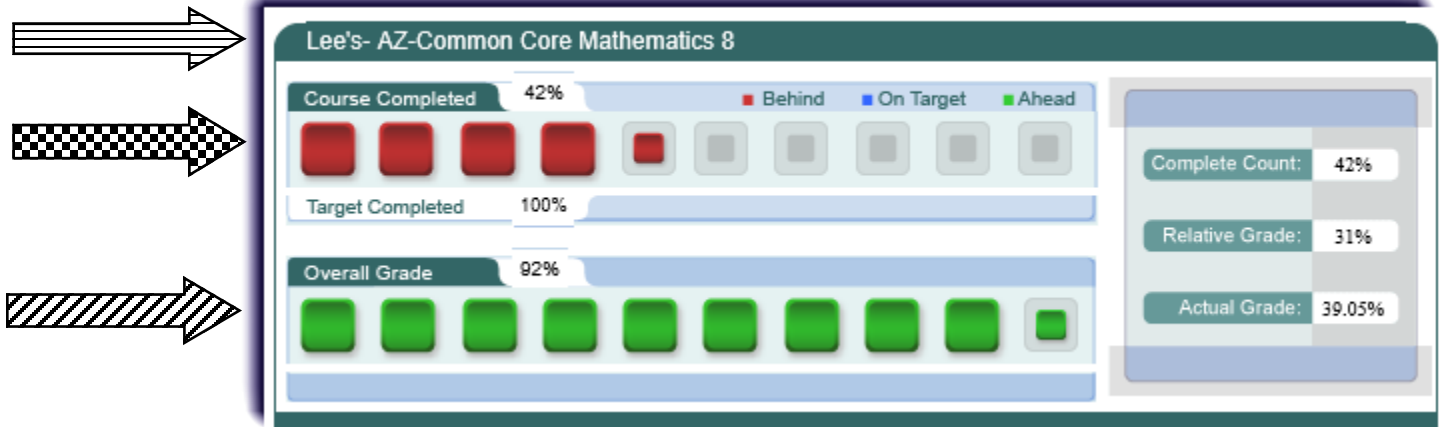 Lee's- AZ-Common Core Mathematics 8
Course Completed 42% Behind On Target Ahead
Target Completed 100%
Overall Grade 92%
Complete Count: 42%
Relative Grade: 31%
Actual Grade: 39.05%